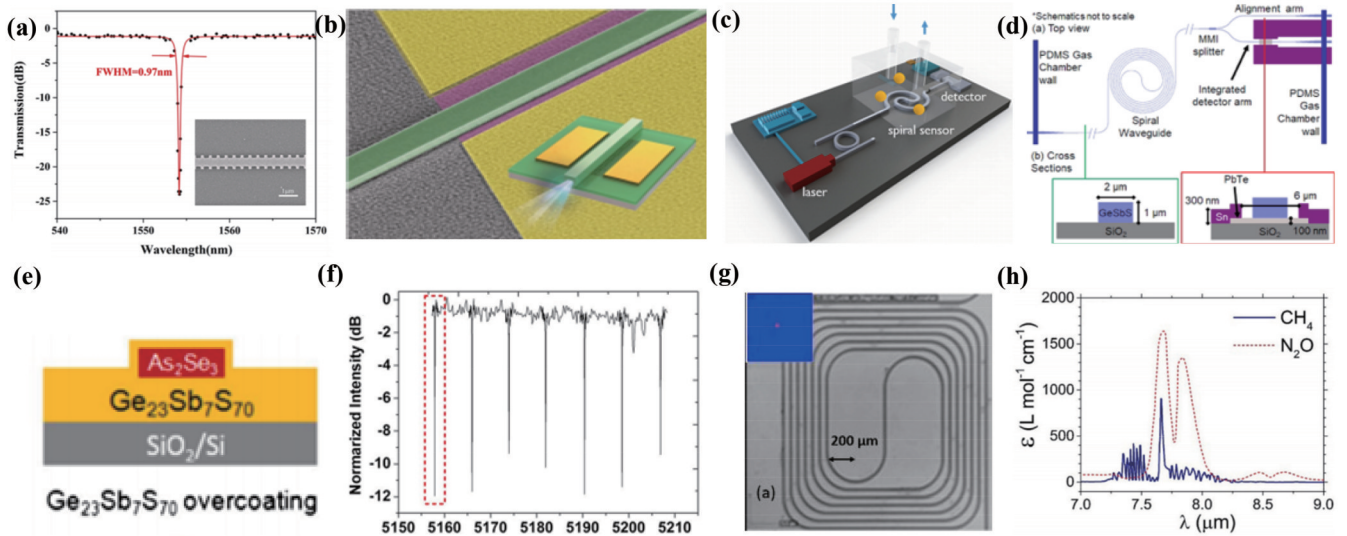 (a)
Transmission(dB)
0
-5
-10
-15
-20
-25
FWHM=0.97nm
1μm
540
1550
1560
1570
Wavelength(nm)
(b)
(c)
detector
spiral sensor
laser
(d)
*Schematics not to scale
(a) Top view
Alignment arm
MMI
splitter
PDMS Gas
Chamber
wall
Integrated
detector arm
PDMS
Gas
Chamber
wall
Spiral
Waveguide
(b) Cross
Sections
2 μm
GeSbS
1 μm
SiO2
PbTe
6 μm
300 nm
Sn
SiO2
100 nm
(e)
As2Se3
Ge23Sb7S70
SiO2/Si
Ge23Sb7S70 overcoating
(f)
Normalized Intensity (dB)
0
-2
-4
-6
-8
-10
-12
5150
5160
5170
5180
5190
5200
5210
(g)
200 μm
(a)
(h)
ε (L mol-1 cm-1)
2000
1500
1000
500
0
CH4
N2O
7.0
7.5
8.0
8.5
9.0
λ (μm)